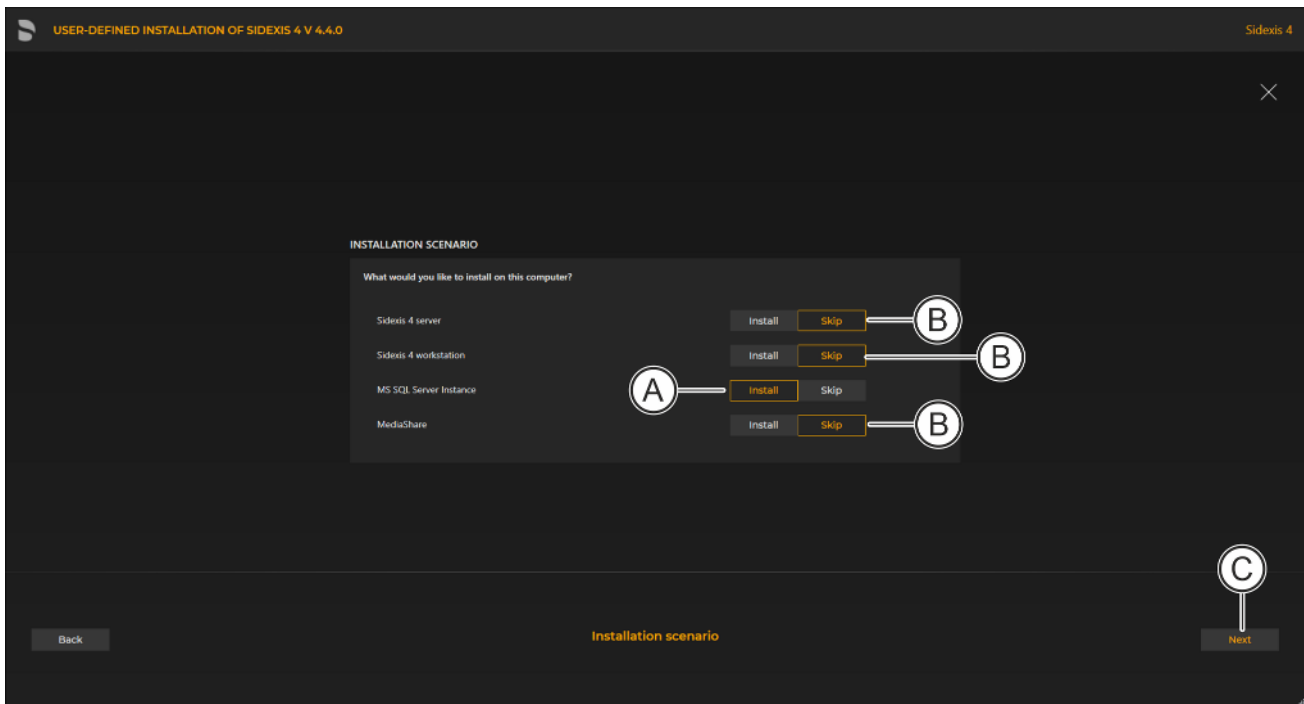 USER-DEFINED INSTALLATION OF SIDEXIS 4 V 4.4.0 Sidexis 4
INSTALLATION SCENARIO
What would you like to install on this computer?
Sidexis 4 server Install Skip B
Sidexis 4 workstation Install Skip B
A MS SQL Server Instance Install Skip
MediaShare Install Skip B
C
Back Installation scenario Next